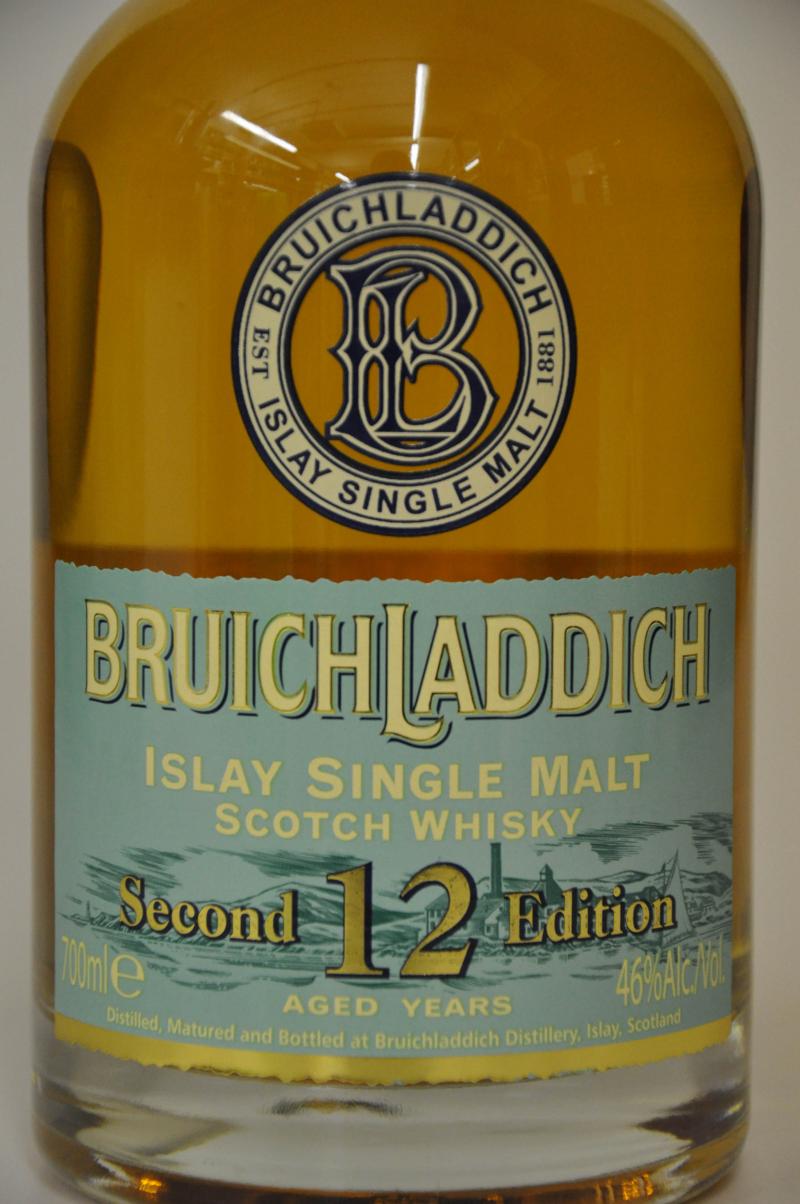 BRUICHLADDICH
EST
BL
1881
ISLAY SINGLE MALT
BRUICHLADDICH
ISLAY SINGLE MALT
SCOTCH WHISKY
Second 12 Edition
700ml e
46%Alc./Vol.
AGED YEARS
Distilled, Matured and Bottled at Bruichladdich Distillery, Islay, Scotland